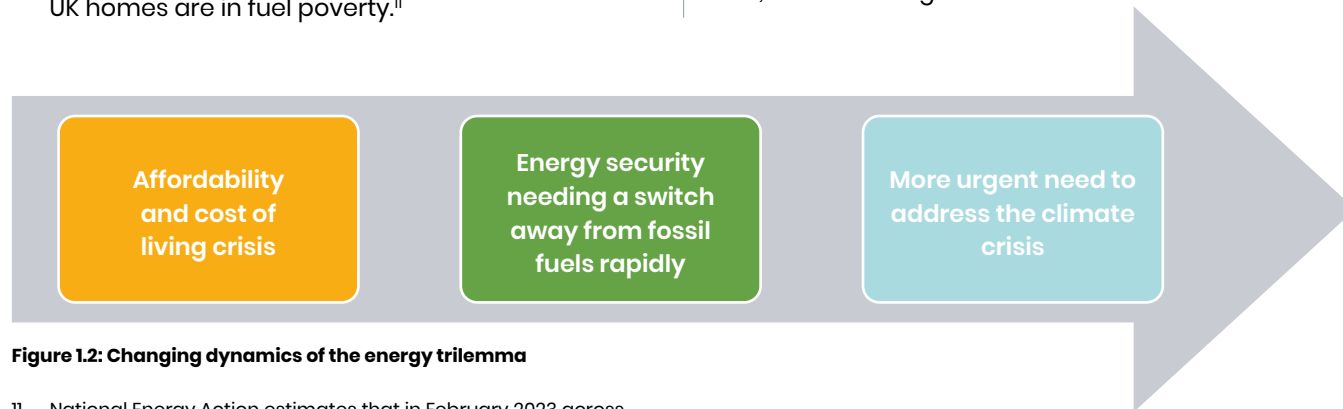 UK homes are in fuel poverty.11
Affordability
and cost of
living crisis
Energy security
needing a switch
away from fossil
fuels rapidly
More urgent need to
address the climate
crisis
Figure 1.2: Changing dynamics of the energy trilemma
11 National Energy Action estimates that in February 2023 across